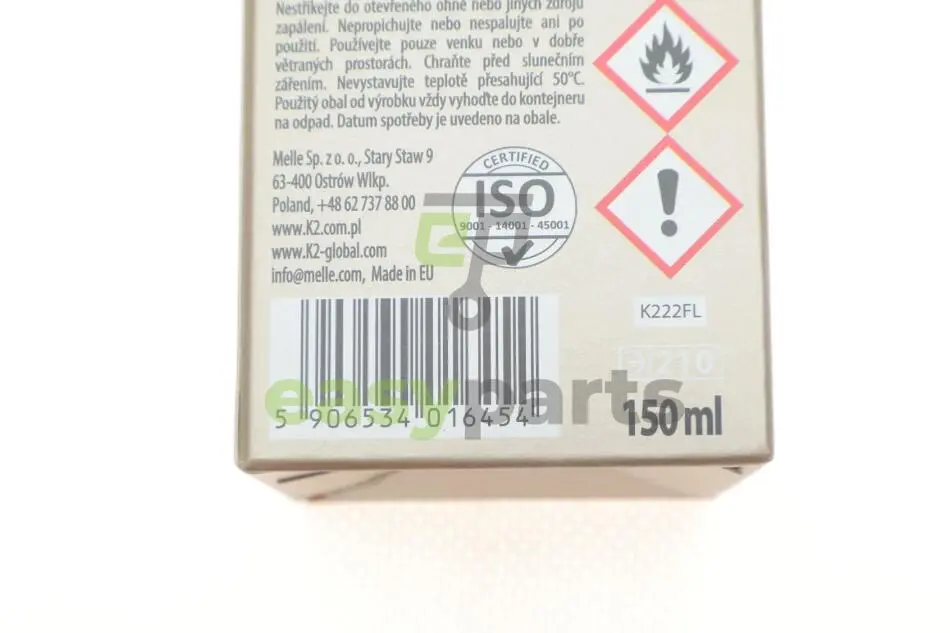 Nestříkejte do otevřeného ohně nebo jiných zdrojů
zapálení. Nepropichujte nebo nespalujte ani po
použití. Používejte pouze venku nebo v dobře
větraných prostorách. Chraňte před slunečním
zářením. Nevystavujte teplotě přesahující 50°C.
Použitý obal od výrobku vždy vyhoďte do kontejneru
na odpad. Datum spotřeby je uvedeno na obale.
Melle Sp. z o. o., Stary Staw 9
63-400 Ostrów Wlkp.
Poland, +48 62 737 88 00
www.K2.com.pl
www.K2-global.com
info@melle.com, Made in EU
CERTIFIED
ISO
9001 - 14001 - 45001
K222FL
210
150 ml
5 906534 016454
easyparts